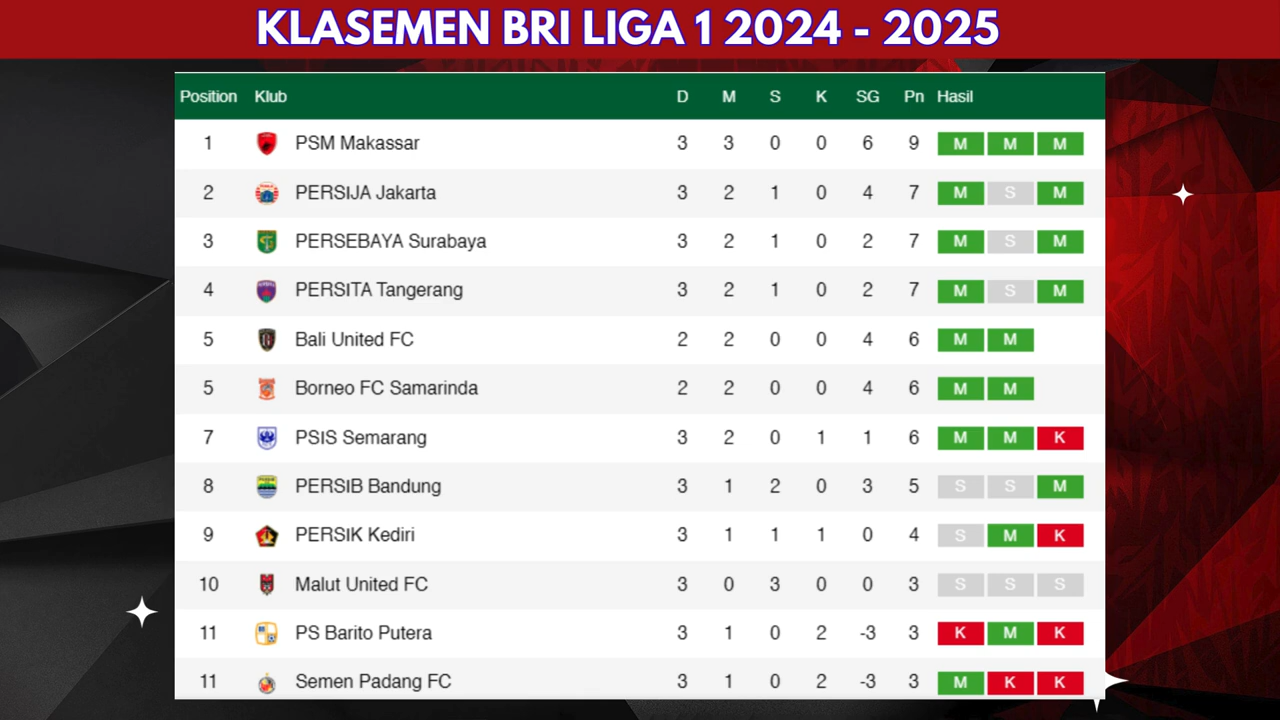 KLASEMEN BRI LIGA 1 2024 - 2025
Position Klub D M S K SG Pn Hasil
1 PSM Makassar 3 3 0 0 6 9 M M M
2 PERSIJA Jakarta 3 2 1 0 4 7 M S M
3 PERSEBAYA Surabaya 3 2 1 0 2 7 M S M
4 PERSITA Tangerang 3 2 1 0 2 7 M S M
5 Bali United FC 2 2 0 0 4 6 M M
5 Borneo FC Samarinda 2 2 0 0 4 6 M M
7 PSIS Semarang 3 2 0 1 1 6 M M K
8 PERSIB Bandung 3 1 2 0 3 5 S S M
9 PERSIK Kediri 3 1 1 1 0 4 S M K
10 Malut United FC 3 0 3 0 0 3 S S S
11 PS Barito Putera 3 1 0 2 -3 3 K M K
11 Semen Padang FC 3 1 0 2 -3 3 M K K